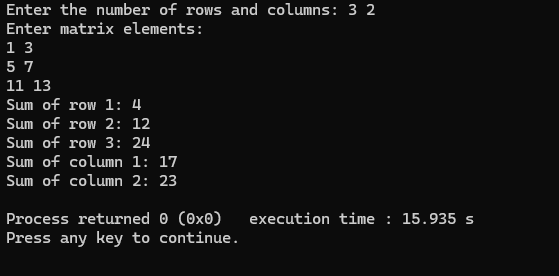 Enter the number of rows and columns: 3 2
Enter matrix elements:
1 3
5 7
11 13
Sum of row 1: 4
Sum of row 2: 12
Sum of row 3: 24
Sum of column 1: 17
Sum of column 2: 23

Process returned 0 (0x0)   execution time : 15.935 s
Press any key to continue.